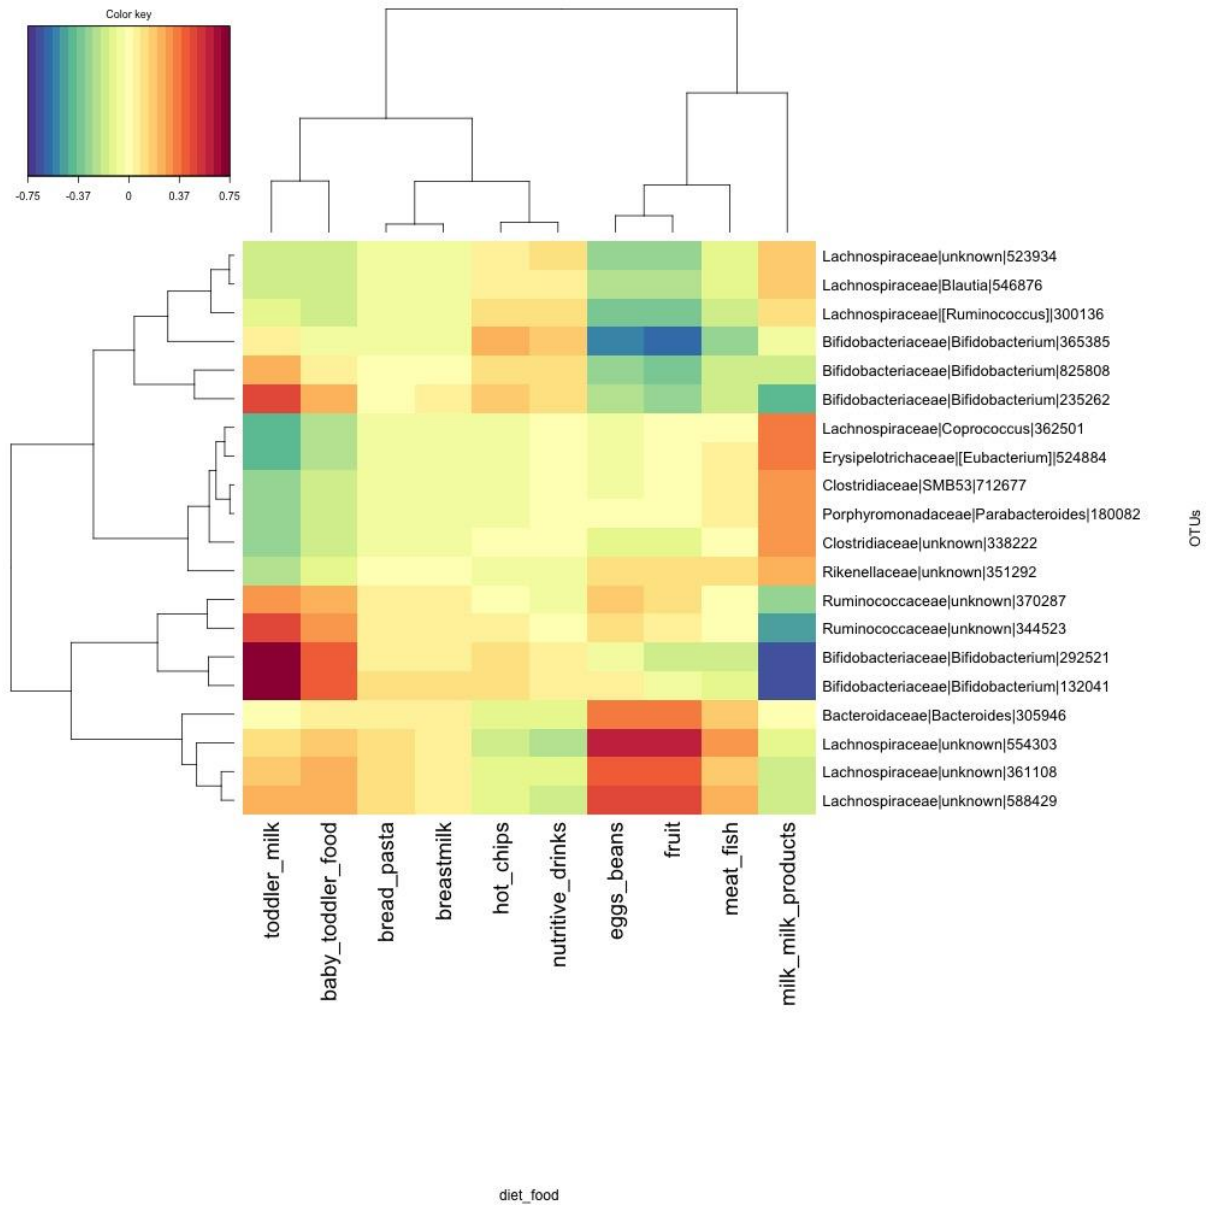 Color key
-0.75 -0.37 0 0.37 0.75
Lachnospiraceae|unknown|523934
Lachnospiraceae|Blautia|546876
Lachnospiraceae|[Ruminococcus]|300136
Bifidobacteriaceae|Bifidobacterium|365385
Bifidobacteriaceae|Bifidobacterium|825808
Bifidobacteriaceae|Bifidobacterium|235262
Lachnospiraceae|Coprococcus|362501
Erysipelotrichaceae|[Eubacterium]|524884
Clostridiaceae|SMB53|712677
Porphyromonadaceae|Parabacteroides|180082
Clostridiaceae|unknown|338222
Rikenellaceae|unknown|351292
Ruminococcaceae|unknown|370287
Ruminococcaceae|unknown|344523
Bifidobacteriaceae|Bifidobacterium|292521
Bifidobacteriaceae|Bifidobacterium|132041
Bacteroidaceae|Bacteroides|305946
Lachnospiraceae|unknown|554303
Lachnospiraceae|unknown|361108
Lachnospiraceae|unknown|588429
OTUs
toddler_milk
baby_toddler_food
bread_pasta
breastmilk
hot_chips
nutritive_drinks
eggs_beans
fruit
meat_fish
milk_milk_products
diet_food